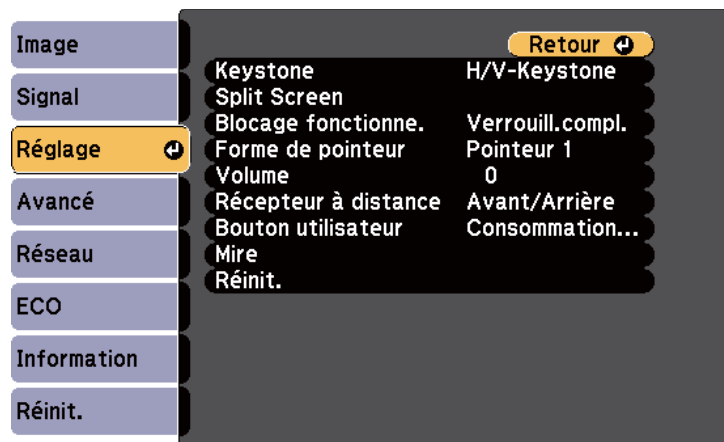 Image
Signal
Réglage
Avancé
Réseau
ECO
Information
Réinit.
Retour
Keystone H/V-Keystone
Split Screen
Blocage fonctionne. Verrouill.compl.
Forme de pointeur Pointeur 1
Volume 0
Récepteur à distance Avant/Arrière
Bouton utilisateur Consommation...
Mire
Réinit.